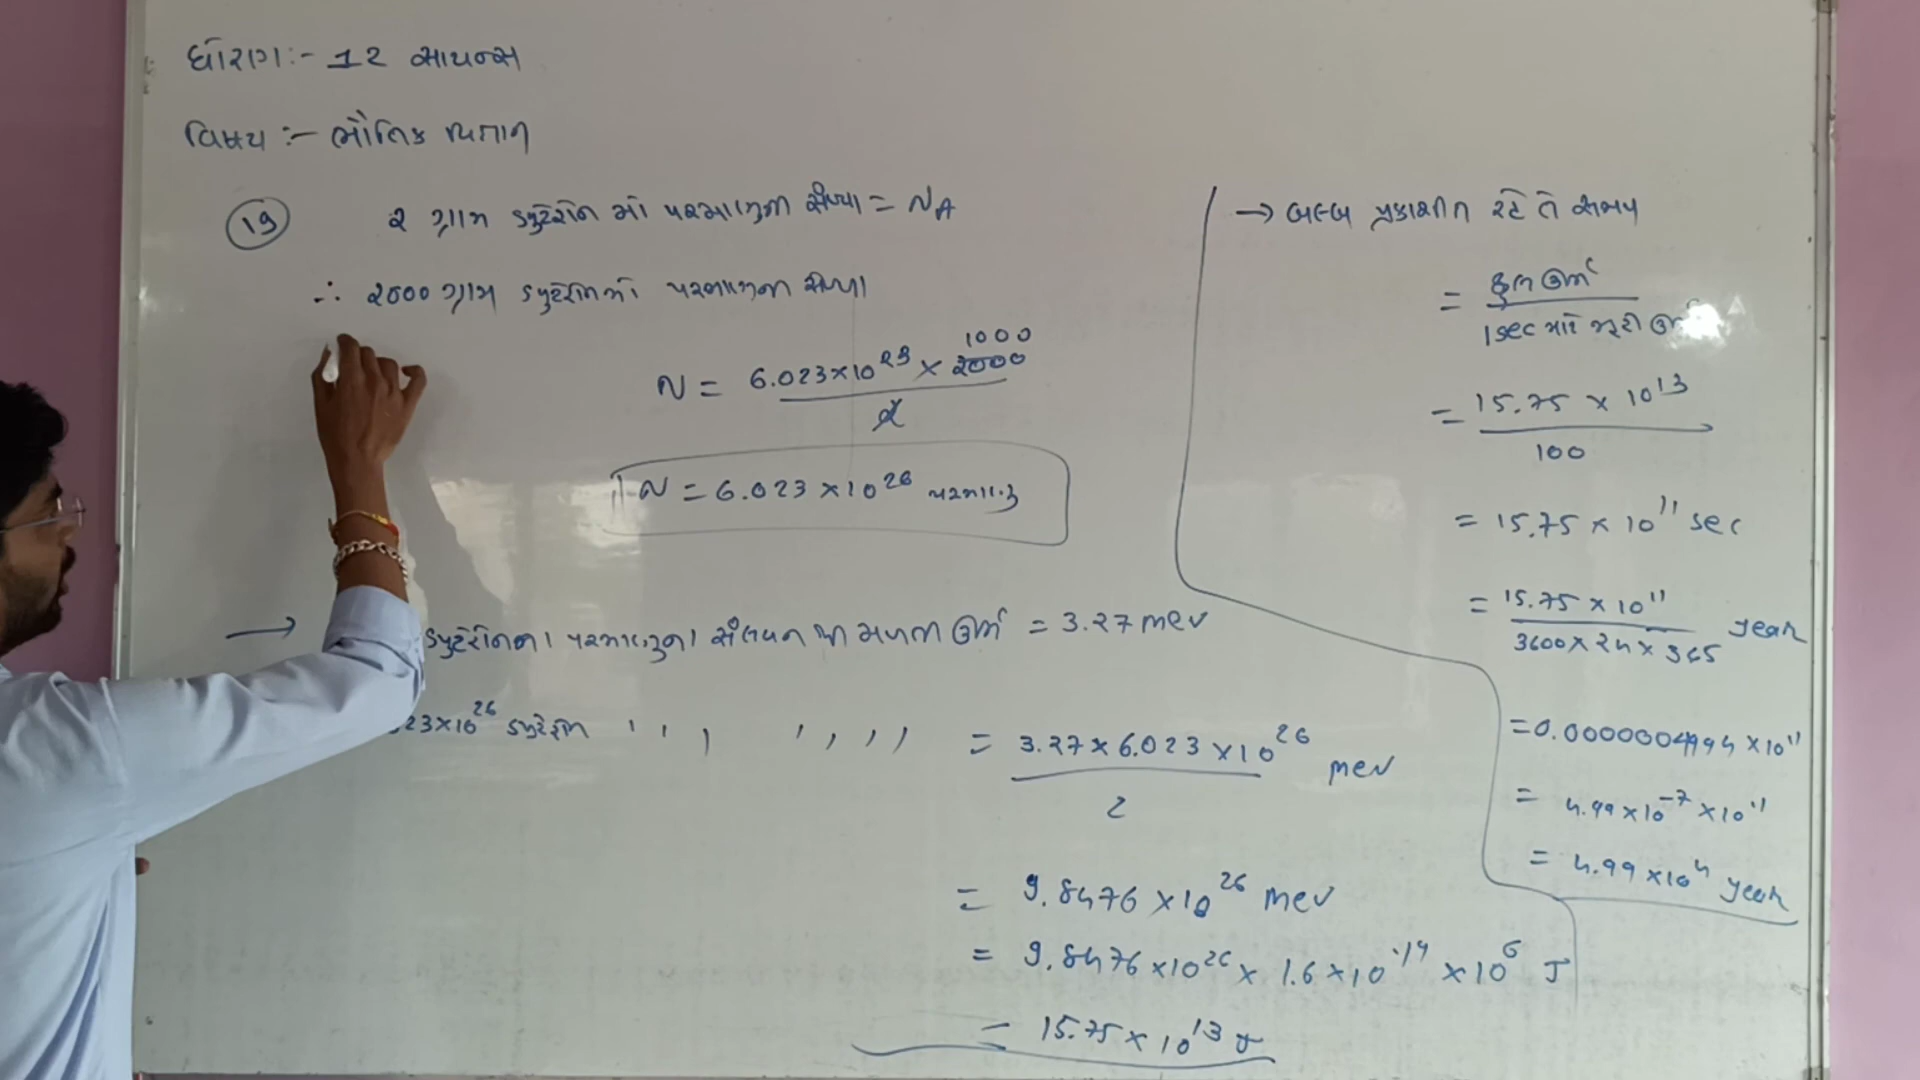 ધોરણ:- 12 સાયન્સ
વિષય :- ભૌતિક વિજ્ઞાન
19 2 ગ્રામ ડ્યુટેરોન માં પરમાણુની સંખ્યા = NA
∴ 2000 ગ્રામ ડ્યુટેરોનમાં પરમાણુની સંખ્યા
N = 6.023×10²³ × 2000 / 2
1000
N = 6.023 ×10²⁶ પરમાણુ
→ ડ્યુટેરોનના પરમાણુના સંલયન મળતી ઊર્જા = 3.27 mev
23×10²⁶ ડ્યુટેરોન ' ' , ' , , , = 3.27 × 6.023 ×10²⁶ / 2 mev
= 9.8476 ×10²⁶ mev
= 9.8476 ×10²⁶ × 1.6 ×10⁻¹⁹ ×10⁶ J
= 15.75 × 10¹³ J
→ બલ્બ પ્રકાશીત રહે તે સમય
= કુલ ઊર્જા / 1 sec માટે જરૂરી ઊર્જા
= 15.75 × 10¹³ / 100
= 15.75 × 10¹¹ sec
= 15.75 × 10¹¹ / 3600 × 24 × 365 year
= 0.0000004994 ×10¹¹
= 4.99 ×10⁻⁷ ×10¹¹
= 4.99 ×10⁴ year